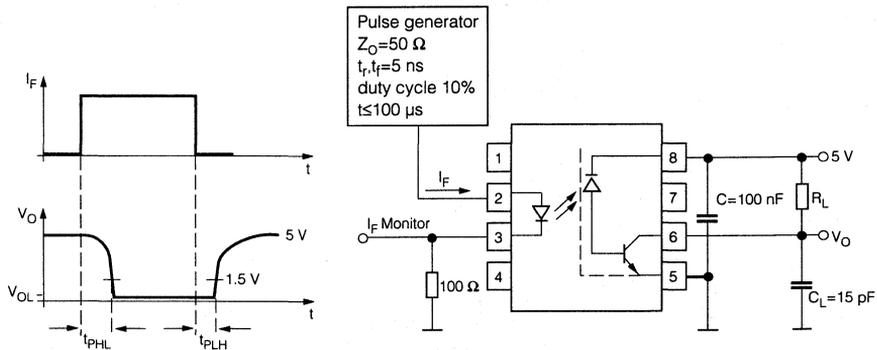 Pulse generator
Z_O=50 Ω
t_r,t_f=5 ns
duty cycle 10%
t≤100 µs
I_F
t
V_O
5 V
1.5 V
V_OL
t
t_PHL
t_PLH
I_F
I_F Monitor
100 Ω
1
2
3
4
8
7
6
5
C=100 nF
5 V
R_L
V_O
C_L=15 pF